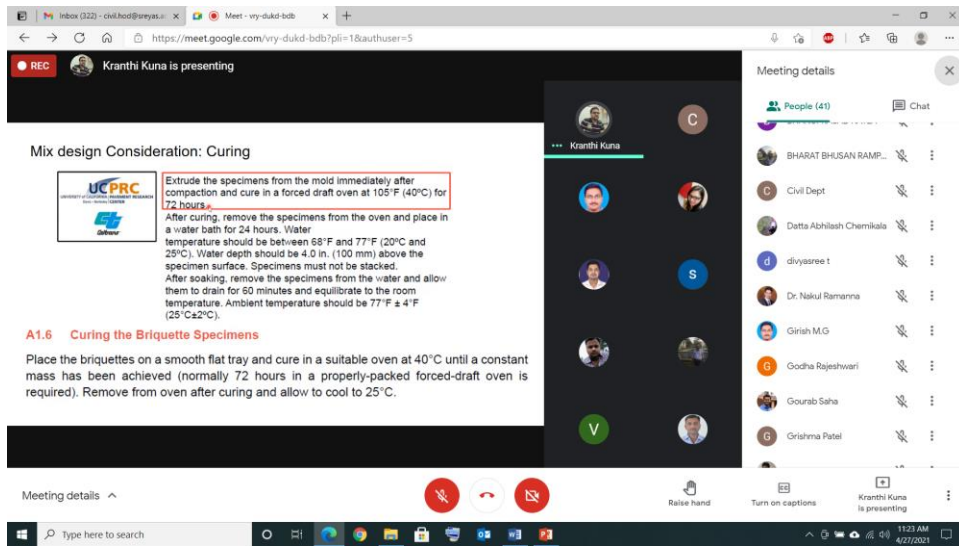 Inbox (322) - civil.hod@sreyas.ac
Meet - vry-dukd-bdb
https://meet.google.com/vry-dukd-bdb?pli=1&authuser=5
REC
Kranthi Kuna is presenting
Mix design Consideration: Curing
UCPRC
Caltrans
Extrude the specimens from the mold immediately after
compaction and cure in a forced draft oven at 105°F (40ºC) for
72 hours.
After curing, remove the specimens from the oven and place in
a water bath for 24 hours. Water
temperature should be between 68°F and 77°F (20ºC and
25ºC). Water depth should be 4.0 in. (100 mm) above the
specimen surface. Specimens must not be stacked.
After soaking, remove the specimens from the water and allow
them to drain for 60 minutes and equilibrate to the room
temperature. Ambient temperature should be 77°F ± 4°F
(25°C±2ºC).
A1.6 Curing the Briquette Specimens
Place the briquettes on a smooth flat tray and cure in a suitable oven at 40°C until a constant
mass has been achieved (normally 72 hours in a properly-packed forced-draft oven is
required). Remove from oven after curing and allow to cool to 25°C.
Kranthi Kuna
C
S
V
Meeting details
People (41)
Chat
BHARAT BHUSAN RAMP...
C Civil Dept
Datta Abhilash Chemikala
d divyasree t
Dr. Nakul Ramanna
Girish M.G
G Godha Rajeshwari
Gourab Saha
G Grishma Patel
Meeting details
Raise hand
Turn on captions
Kranthi Kuna
is presenting
Type here to search
11:23 AM
4/27/2021